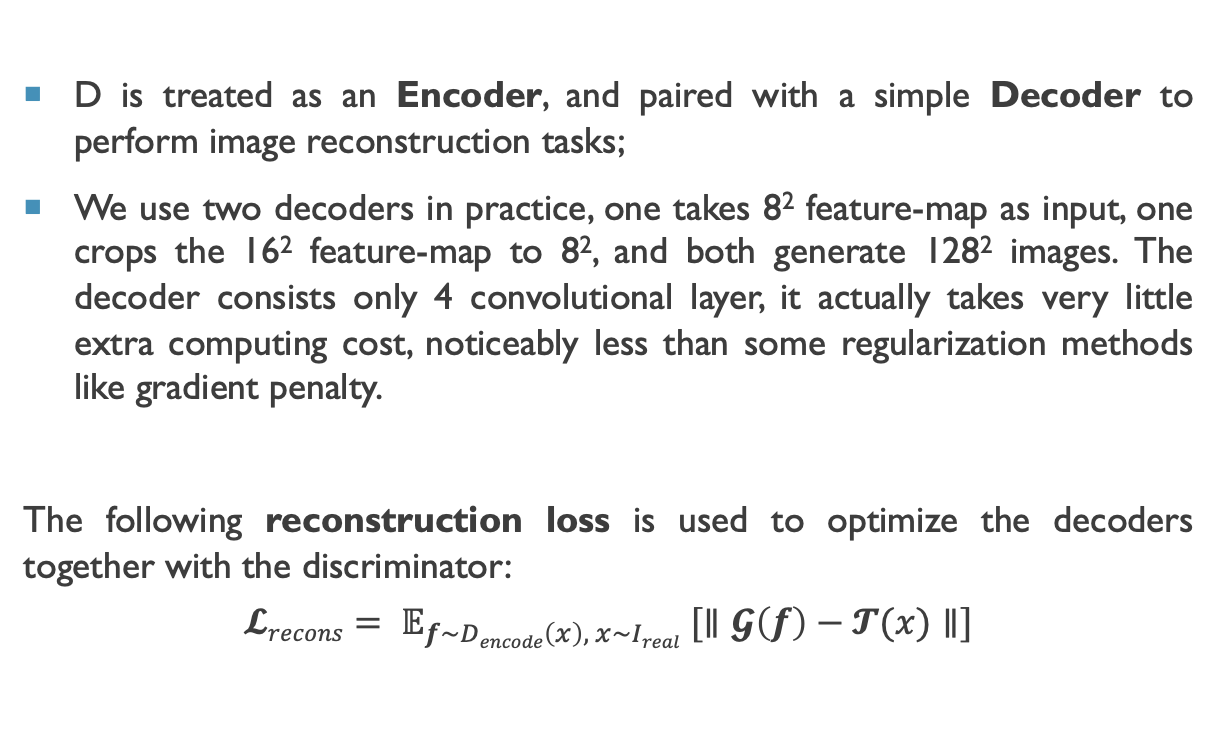 ▪ D is treated as an Encoder, and paired with a simple Decoder to
perform image reconstruction tasks;
▪ We use two decoders in practice, one takes 8² feature-map as input, one
crops the 16² feature-map to 8², and both generate 128² images. The
decoder consists only 4 convolutional layer, it actually takes very little
extra computing cost, noticeably less than some regularization methods
like gradient penalty.
The following reconstruction loss is used to optimize the decoders
together with the discriminator:
𝓛_recons = 𝔼_f~D_encode(x), x~I_real [‖ 𝓖(f) − 𝓣(x) ‖]